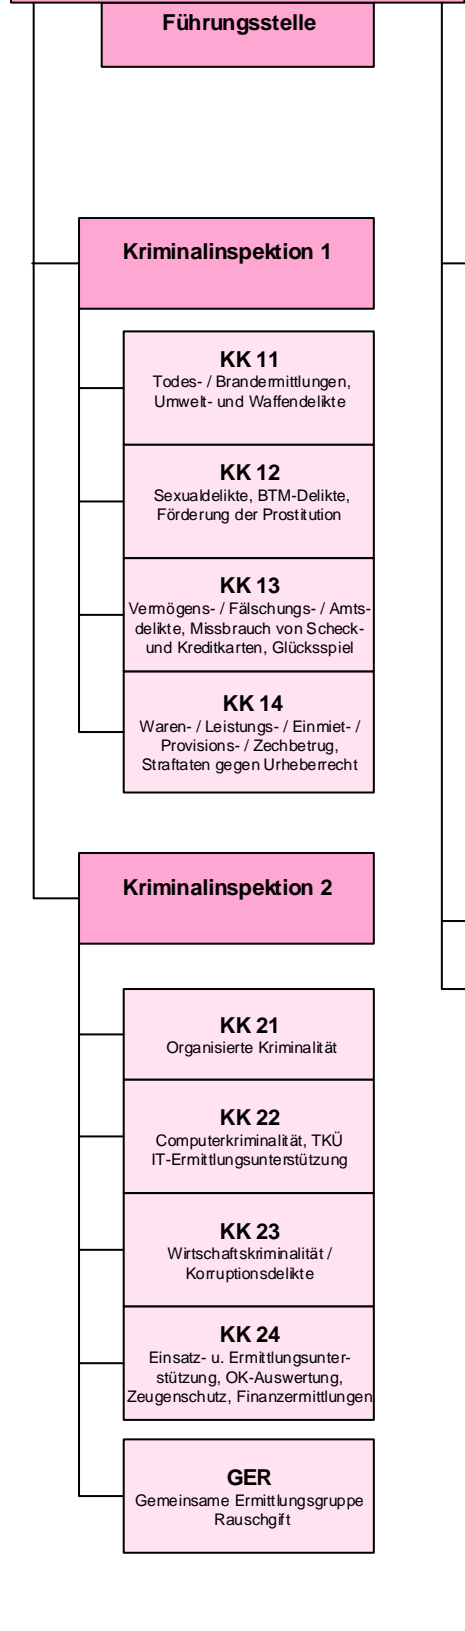 Führungsstelle
Kriminalinspektion 1
KK 11
Todes- / Brandermittlungen,
Umwelt- und Waffendelikte
KK 12
Sexualdelikte, BTM-Delikte,
Förderung der Prostitution
KK 13
Vermögens- / Fälschungs- / Amts-
delikte, Missbrauch von Scheck-
und Kreditkarten, Glücksspiel
KK 14
Waren- / Leistungs- / Einmiet- /
Provisions- / Zechbetrug,
Straftaten gegen Urheberrecht
Kriminalinspektion 2
KK 21
Organisierte Kriminalität
KK 22
Computerkriminalität, TKÜ
IT-Ermittlungsunterstützung
KK 23
Wirtschaftskriminalität /
Korruptionsdelikte
KK 24
Einsatz- u. Ermittlungsunter-
stützung, OK-Auswertung,
Zeugenschutz, Finanzermittlungen
GER
Gemeinsame Ermittlungsgruppe
Rauschgift